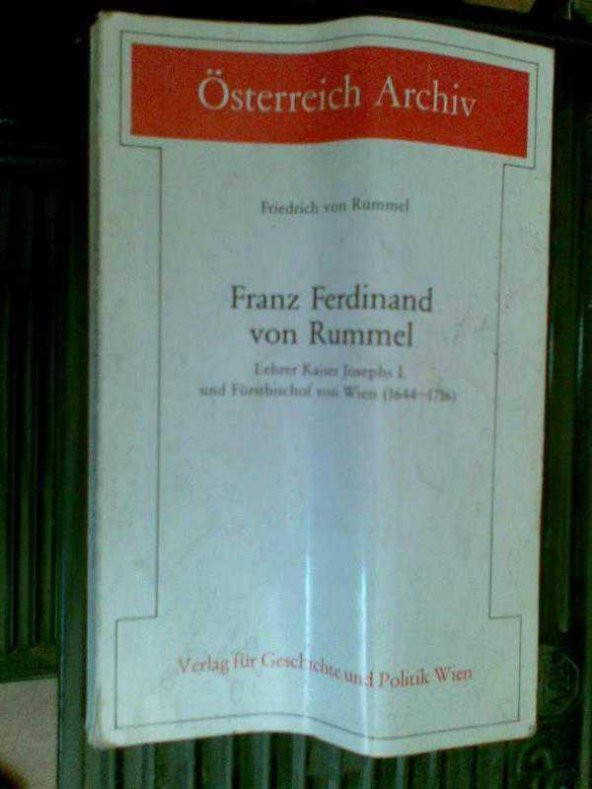 Österreich Archiv
Friedrich von Rummel
Franz Ferdinand
von Rummel
Lehrer Kaiser Josephs I.
und Fürstbischof von Wien (1644–1716)
Verlag für Geschichte und Politik Wien